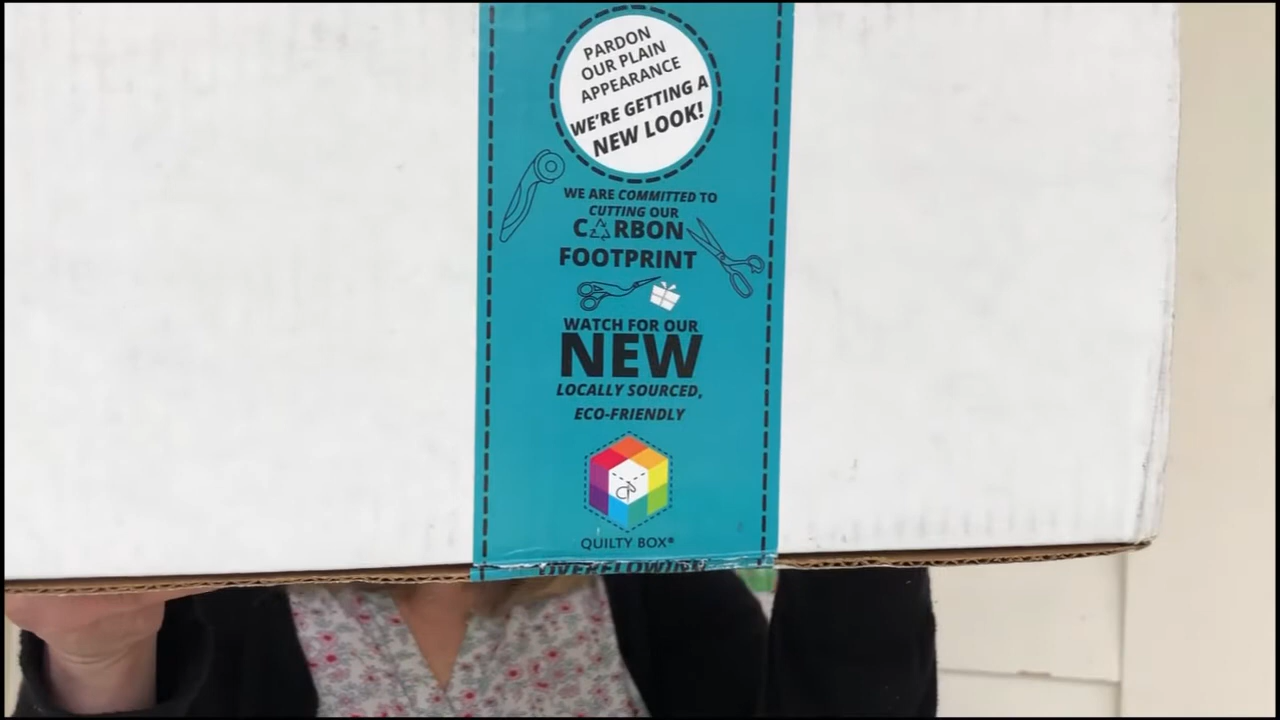 PARDON
OUR PLAIN
APPEARANCE
WE'RE GETTING A
NEW LOOK!
WE ARE COMMITTED TO
CUTTING OUR
CARBON
FOOTPRINT
WATCH FOR OUR
NEW
LOCALLY SOURCED,
ECO-FRIENDLY
QUILTY BOX®
OVERFLOWING